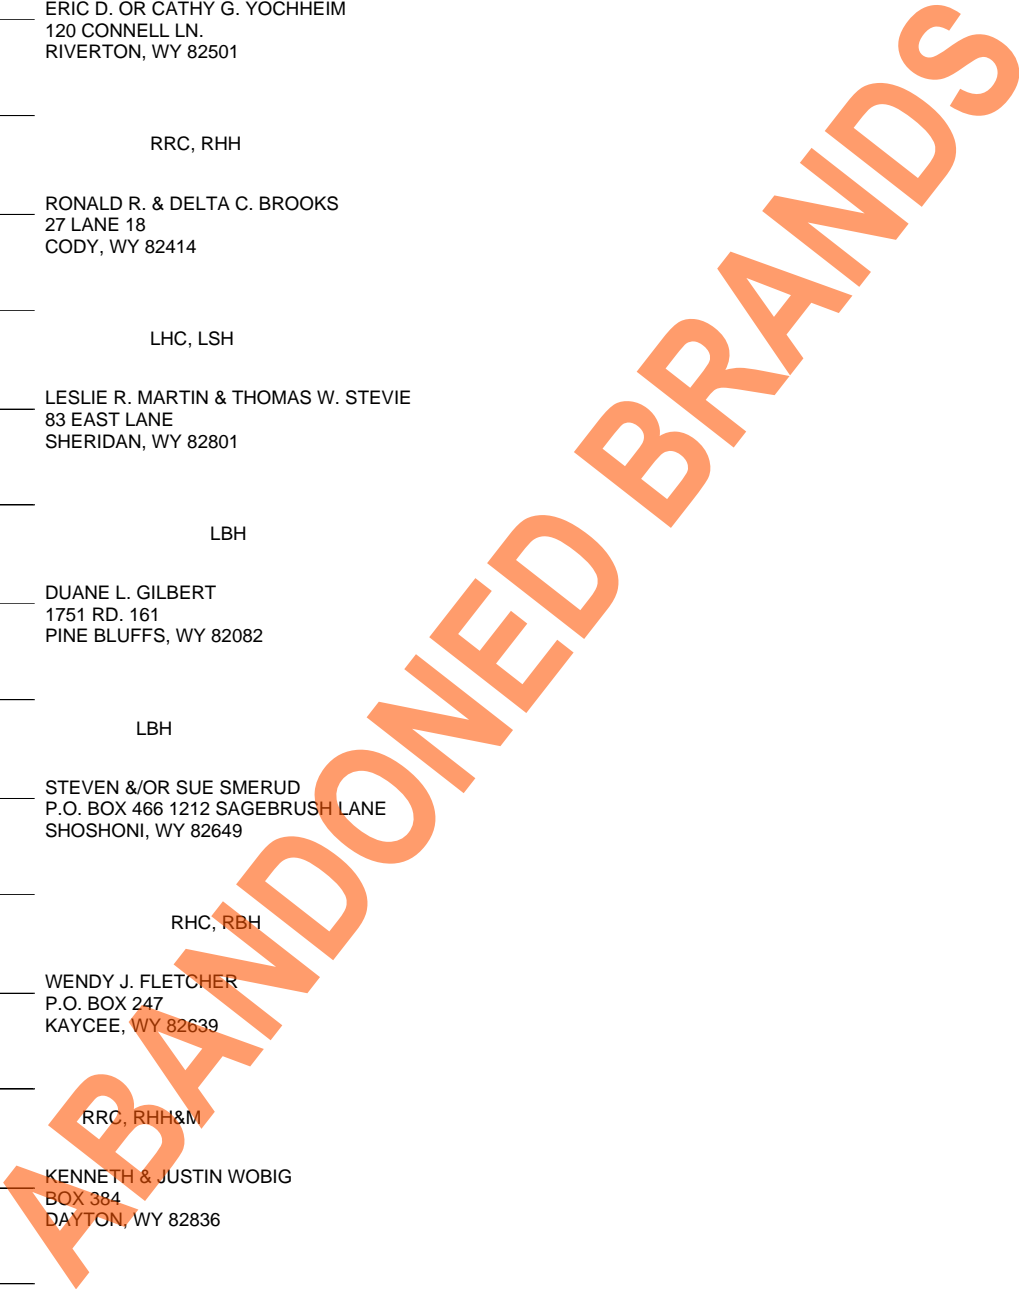 ERIC D. OR CATHY G. YOCHHEIM
120 CONNELL LN.
RIVERTON, WY 82501
RRC, RHH
RONALD R. & DELTA C. BROOKS
27 LANE 18
CODY, WY 82414
LHC, LSH
LESLIE R. MARTIN & THOMAS W. STEVIE
83 EAST LANE
SHERIDAN, WY 82801
LBH
DUANE L. GILBERT
1751 RD. 161
PINE BLUFFS, WY 82082
LBH
STEVEN &/OR SUE SMERUD
P.O. BOX 466 1212 SAGEBRUSH LANE
SHOSHONI, WY 82649
RHC, RBH
WENDY J. FLETCHER
P.O. BOX 247
KAYCEE, WY 82639
RRC, RHH&M
KENNETH & JUSTIN WOBIG
BOX 384
DAYTON, WY 82836
ABANDONED BRANDS